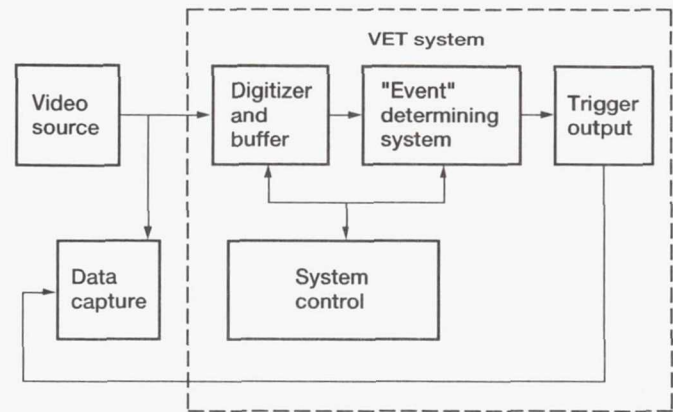 VET system
Video
source
Digitizer
and
buffer
"Event"
determining
system
Trigger
output
Data
capture
System
control